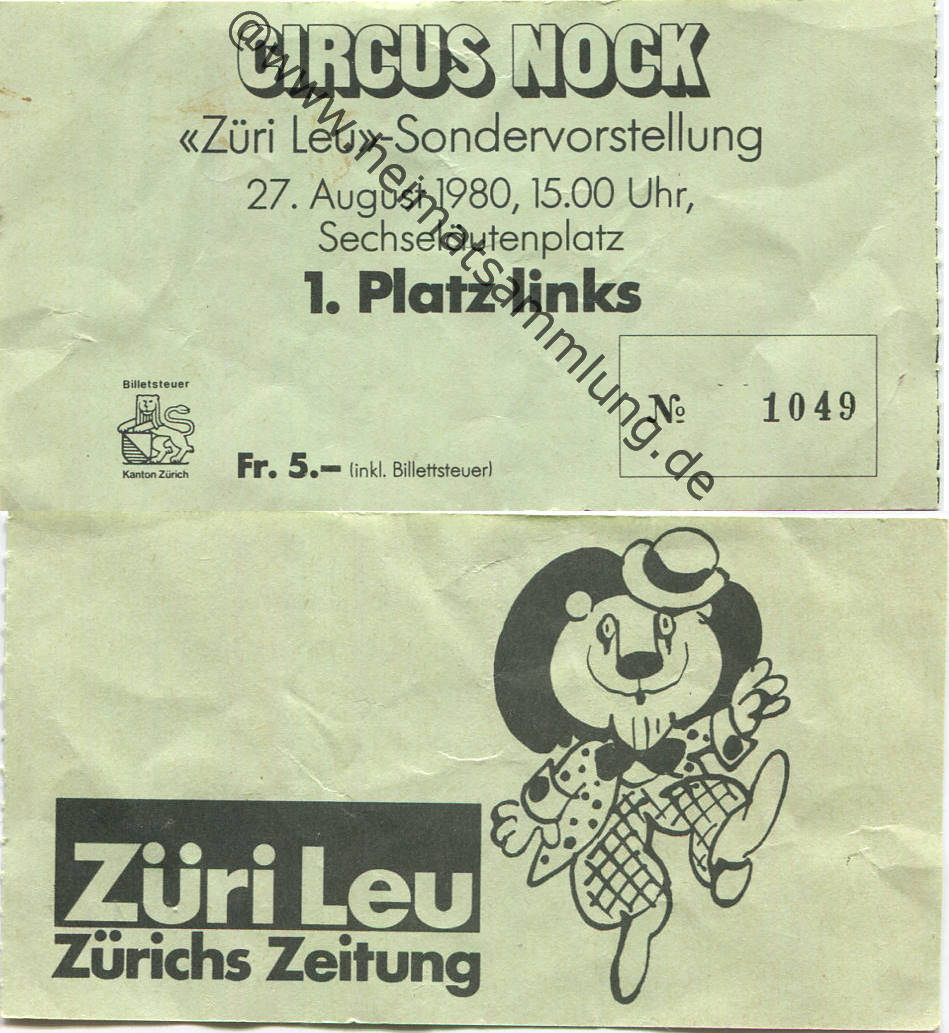 CIRCUS NOCK
«Züri Leu»-Sondervorstellung
27. August 1980, 15.00 Uhr,
Sechseläutenplatz
1. Platz links
Billetsteuer
Kanton Zürich
Fr. 5.– (inkl. Billettsteuer)
No 1049
@www.heimatsammlung.de
Züri Leu
Zürichs Zeitung